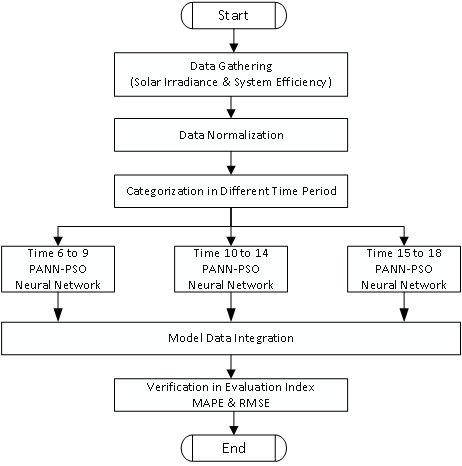 Start
Data Gathering
(Solar Irradiance & System Efficiency)
Data Normalization
Categorization in Different Time Period
Time 6 to 9
PANN-PSO
Neural Network
Time 10 to 14
PANN-PSO
Neural Network
Time 15 to 18
PANN-PSO
Neural Network
Model Data Integration
Verification in Evaluation Index
MAPE & RMSE
End